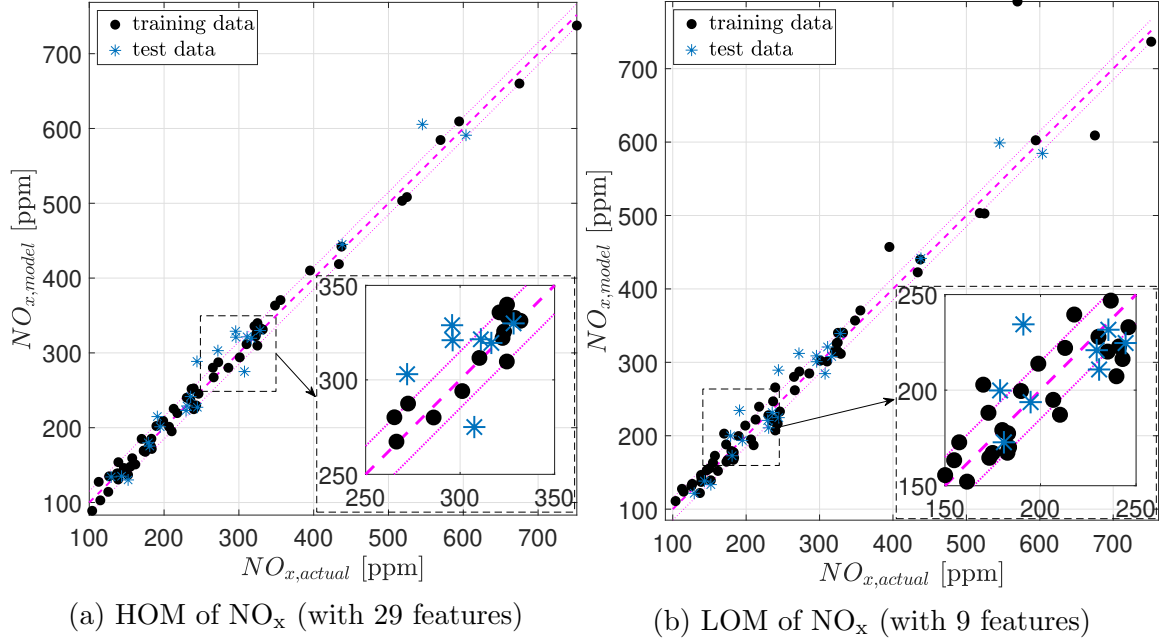 training data
test data
700
600
500
400
300
200
100
NOx,model [ppm]
350
300
250
250 300 350
100 200 300 400 500 600 700
NOx,actual [ppm]
(a) HOM of NOx (with 29 features)
training data
test data
700
600
500
400
300
200
100
NOx,model [ppm]
250
200
150
150 200 250
100 200 300 400 500 600 700
NOx,actual [ppm]
(b) LOM of NOx (with 9 features)